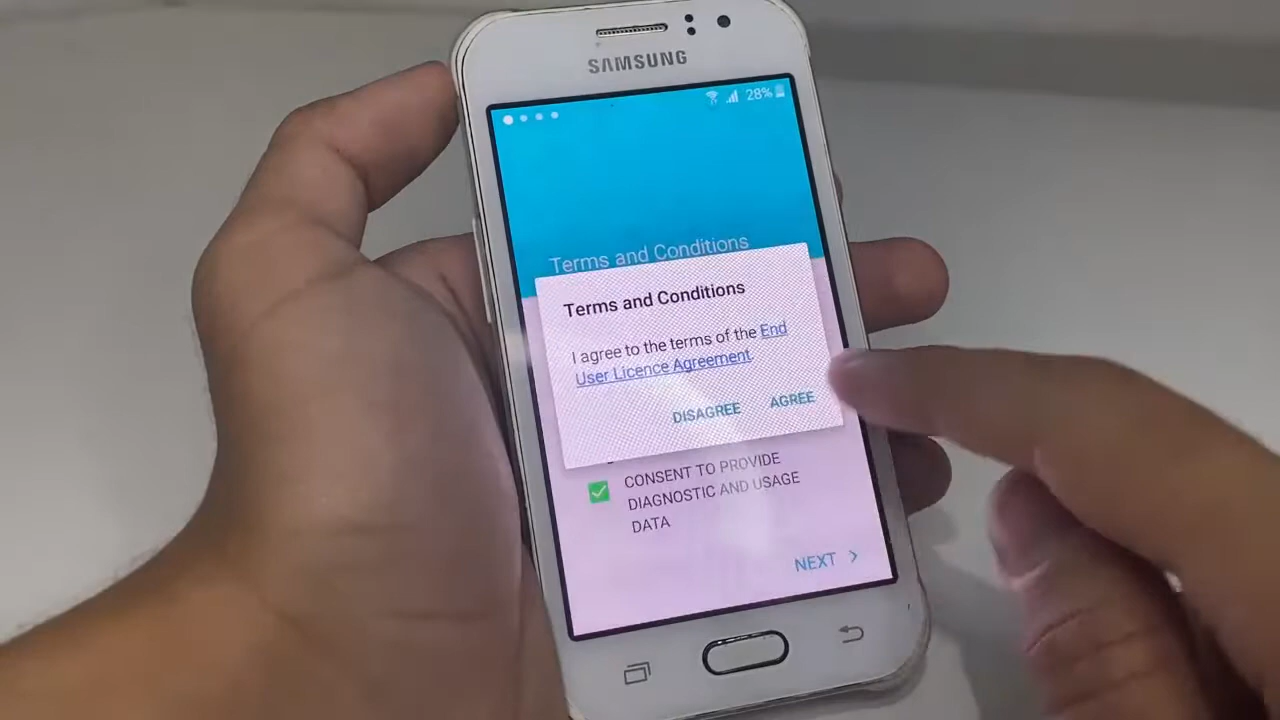 SAMSUNG
28%
Terms and Conditions
Terms and Conditions
I agree to the terms of the End
User Licence Agreement.
DISAGREE AGREE
CONSENT TO PROVIDE
DIAGNOSTIC AND USAGE
DATA
NEXT >